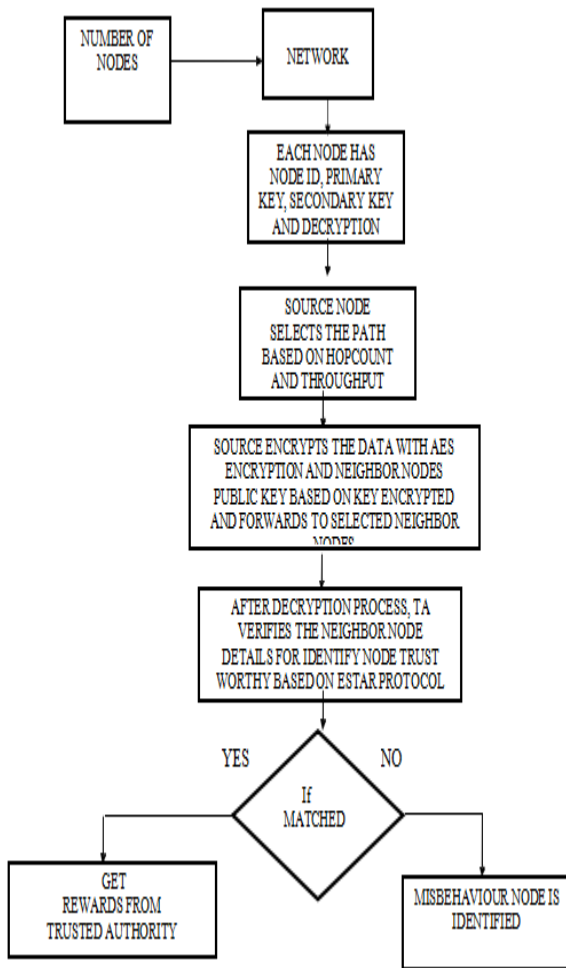 NUMBER OF
NODES
NETWORK
EACH NODE HAS
NODE ID, PRIMARY
KEY, SECONDARY KEY
AND DECRYPTION
SOURCE NODE
SELECTS THE PATH
BASED ON HOPCOUNT
AND THROUGHPUT
SOURCE ENCRYPTS THE DATA WITH AES
ENCRYPTION AND NEIGHBOR NODES
PUBLIC KEY BASED ON KEY ENCRYPTED
AND FORWARDS TO SELECTED NEIGHBOR
NODES
AFTER DECRYPTION PROCESS, TA
VERIFIES THE NEIGHBOR NODE
DETAILS FOR IDENTIFY NODE TRUST
WORTHY BASED ON ESTAR PROTOCOL
YES
NO
If
MATCHED
GET
REWARDS FROM
TRUSTED AUTHORITY
MISBEHAVIOUR NODE IS
IDENTIFIED